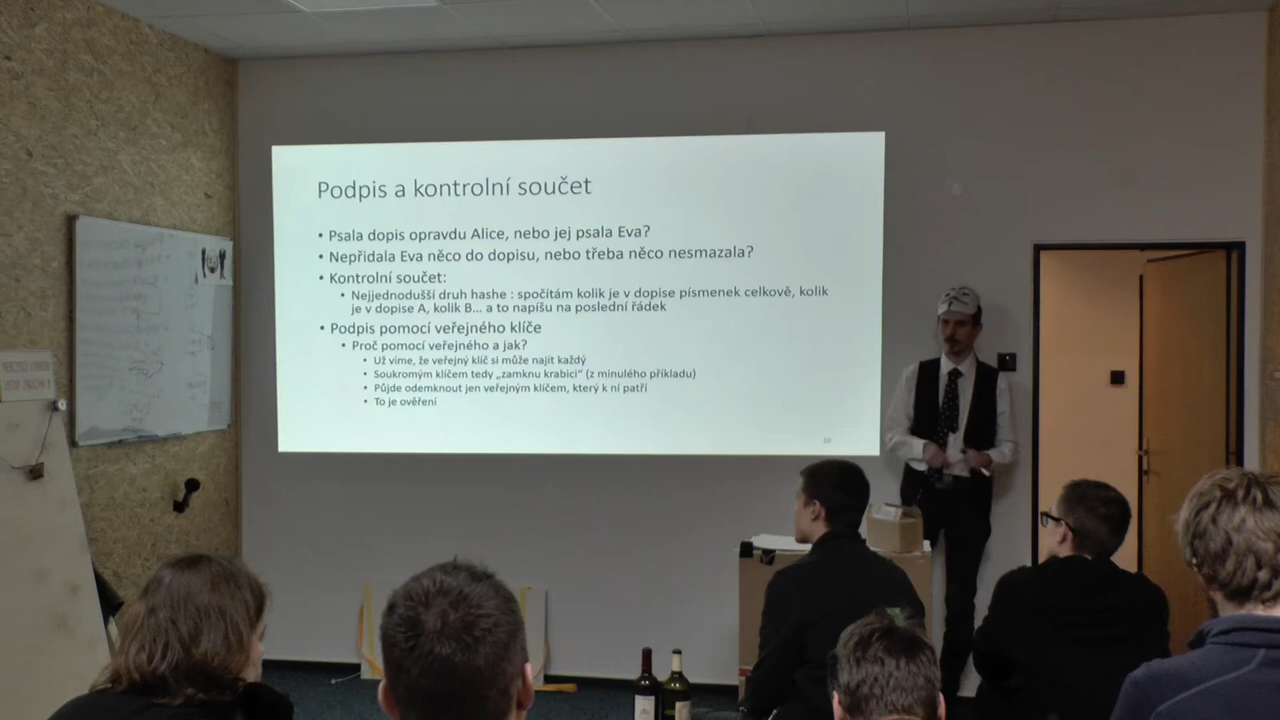 Podpis a kontrolní součet
• Psala dopis opravdu Alice, nebo jej psala Eva?
• Nepřidala Eva něco do dopisu, nebo třeba něco nesmazala?
• Kontrolní součet:
• Nejjednodušší druh hashe : spočítám kolik je v dopise písmenek celkově, kolik
je v dopise A, kolik B... a to napíšu na poslední řádek
• Podpis pomocí veřejného klíče
• Proč pomocí veřejného a jak?
• Už víme, že veřejný klíč si může najít každý
• Soukromým klíčem tedy „zamknu krabici“ (z minulého příkladu)
• Půjde odemknout jen veřejným klíčem, který k ní patří
• To je ověření
10